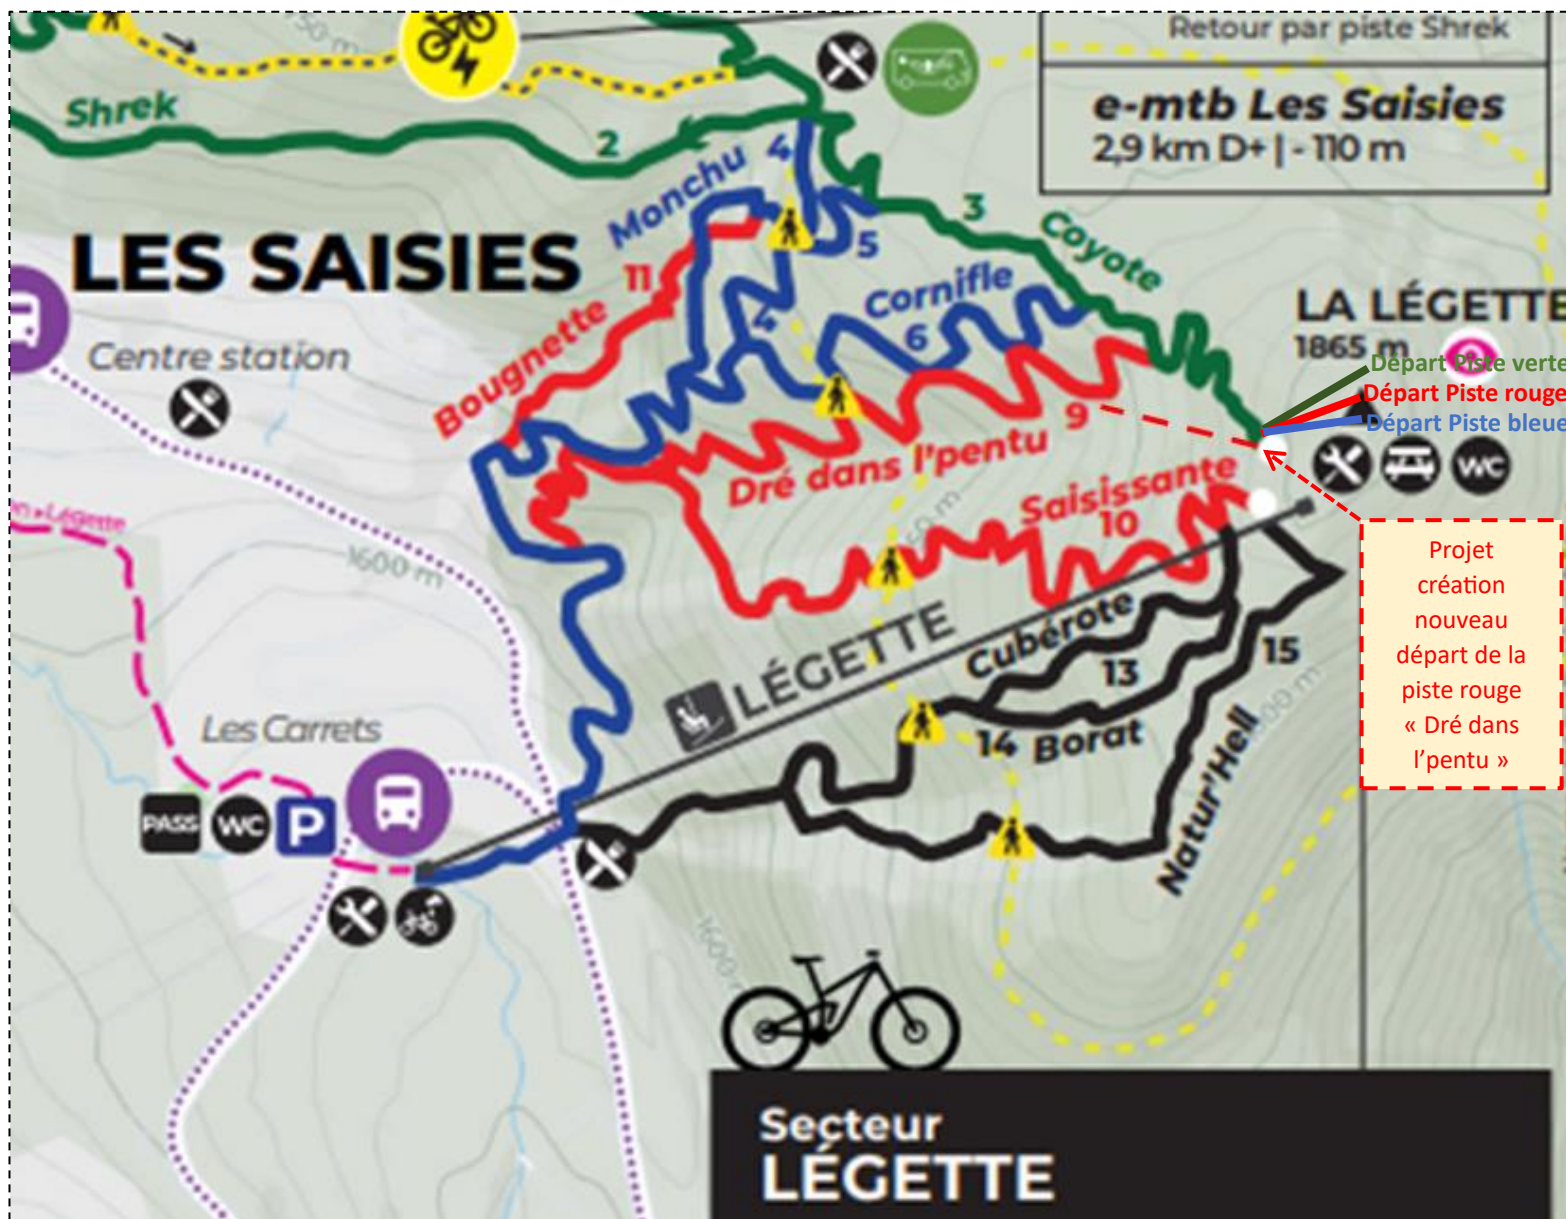 750 m
Retour par piste Shrek
e-mtb Les Saisies
2,9 km D+ | - 110 m
Shrek
2
Monchu
4
3
Coyote
5
LES SAISIES
11
Cornifle
6
4
LA LÉGETTE
1865 m
Départ Piste verte
Départ Piste rouge
Départ Piste bleue
Centre station
Bougnette
9
Dré dans l'pentu
WC
Saisissante
10
Légette
1600 m
Projet
création
nouveau
départ de la
piste rouge
« Dré dans
l'pentu »
LÉGETTE
Cubérote
13
15
14 Borat
Natur'Hell
Les Carrets
PASS
WC
P
1600 m
Secteur
LÉGETTE